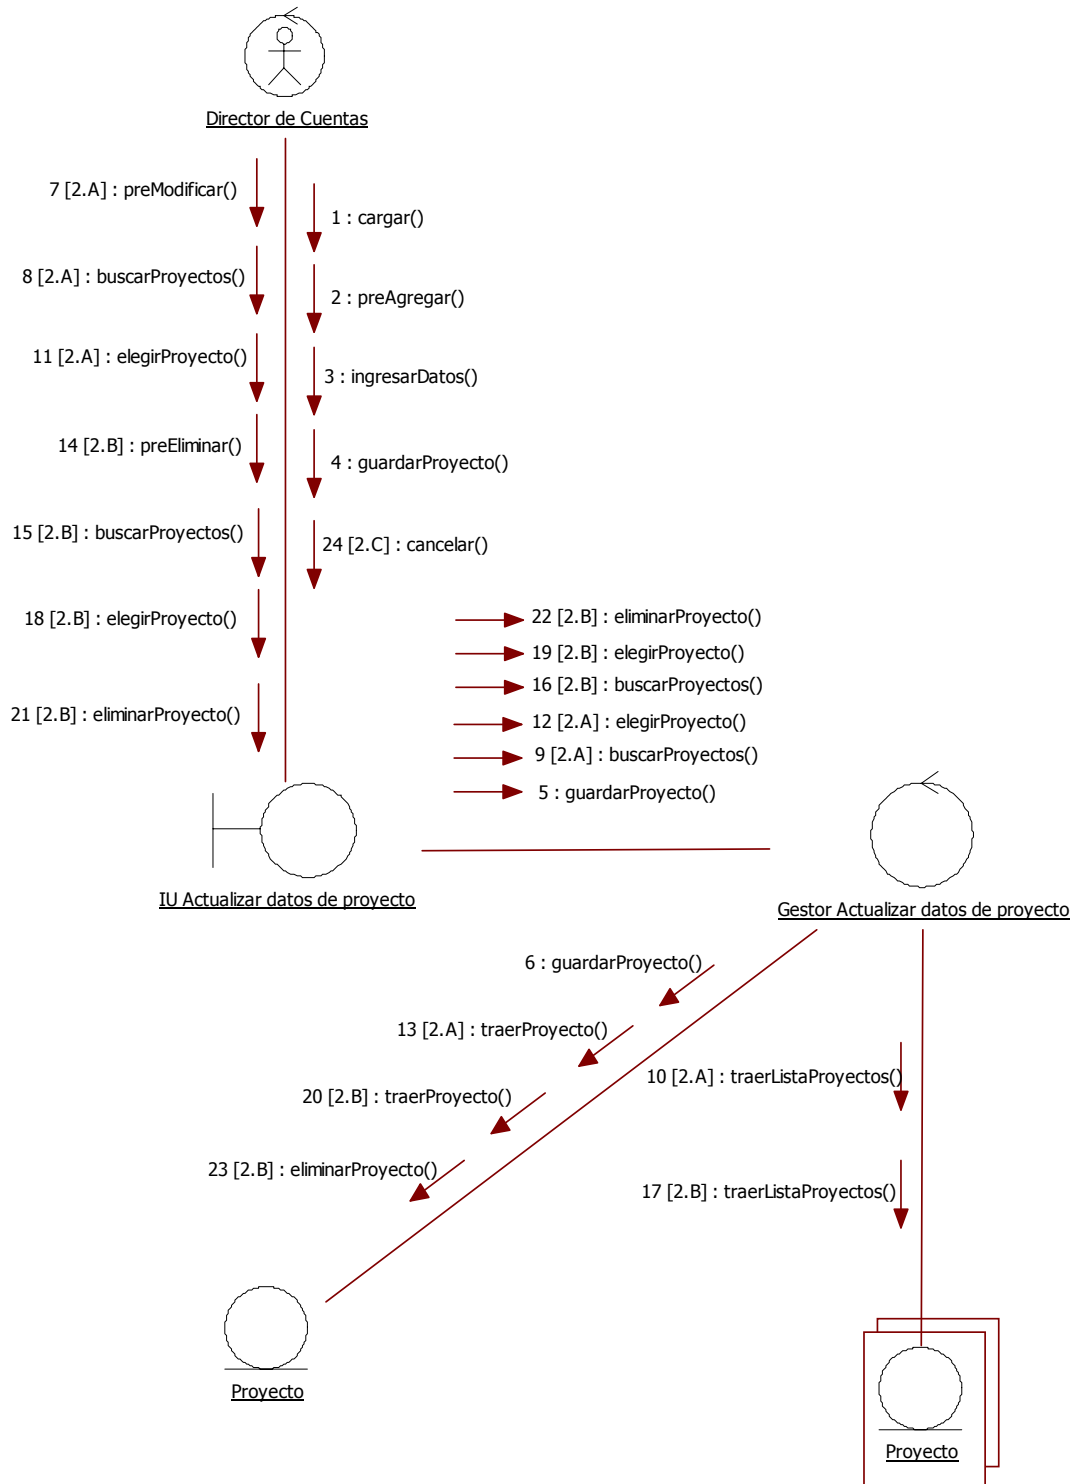 Director de Cuentas
7 [2.A] : preModificar()
1 : cargar()
8 [2.A] : buscarProyectos()
2 : preAgregar()
11 [2.A] : elegirProyecto()
3 : ingresarDatos()
14 [2.B] : preEliminar()
4 : guardarProyecto()
15 [2.B] : buscarProyectos()
24 [2.C] : cancelar()
18 [2.B] : elegirProyecto()
22 [2.B] : eliminarProyecto()
19 [2.B] : elegirProyecto()
16 [2.B] : buscarProyectos()
21 [2.B] : eliminarProyecto()
12 [2.A] : elegirProyecto()
9 [2.A] : buscarProyectos()
5 : guardarProyecto()
IU Actualizar datos de proyecto
Gestor Actualizar datos de proyecto
6 : guardarProyecto()
13 [2.A] : traerProyecto()
10 [2.A] : traerListaProyectos()
20 [2.B] : traerProyecto()
23 [2.B] : eliminarProyecto()
17 [2.B] : traerListaProyectos()
Proyecto
Proyecto